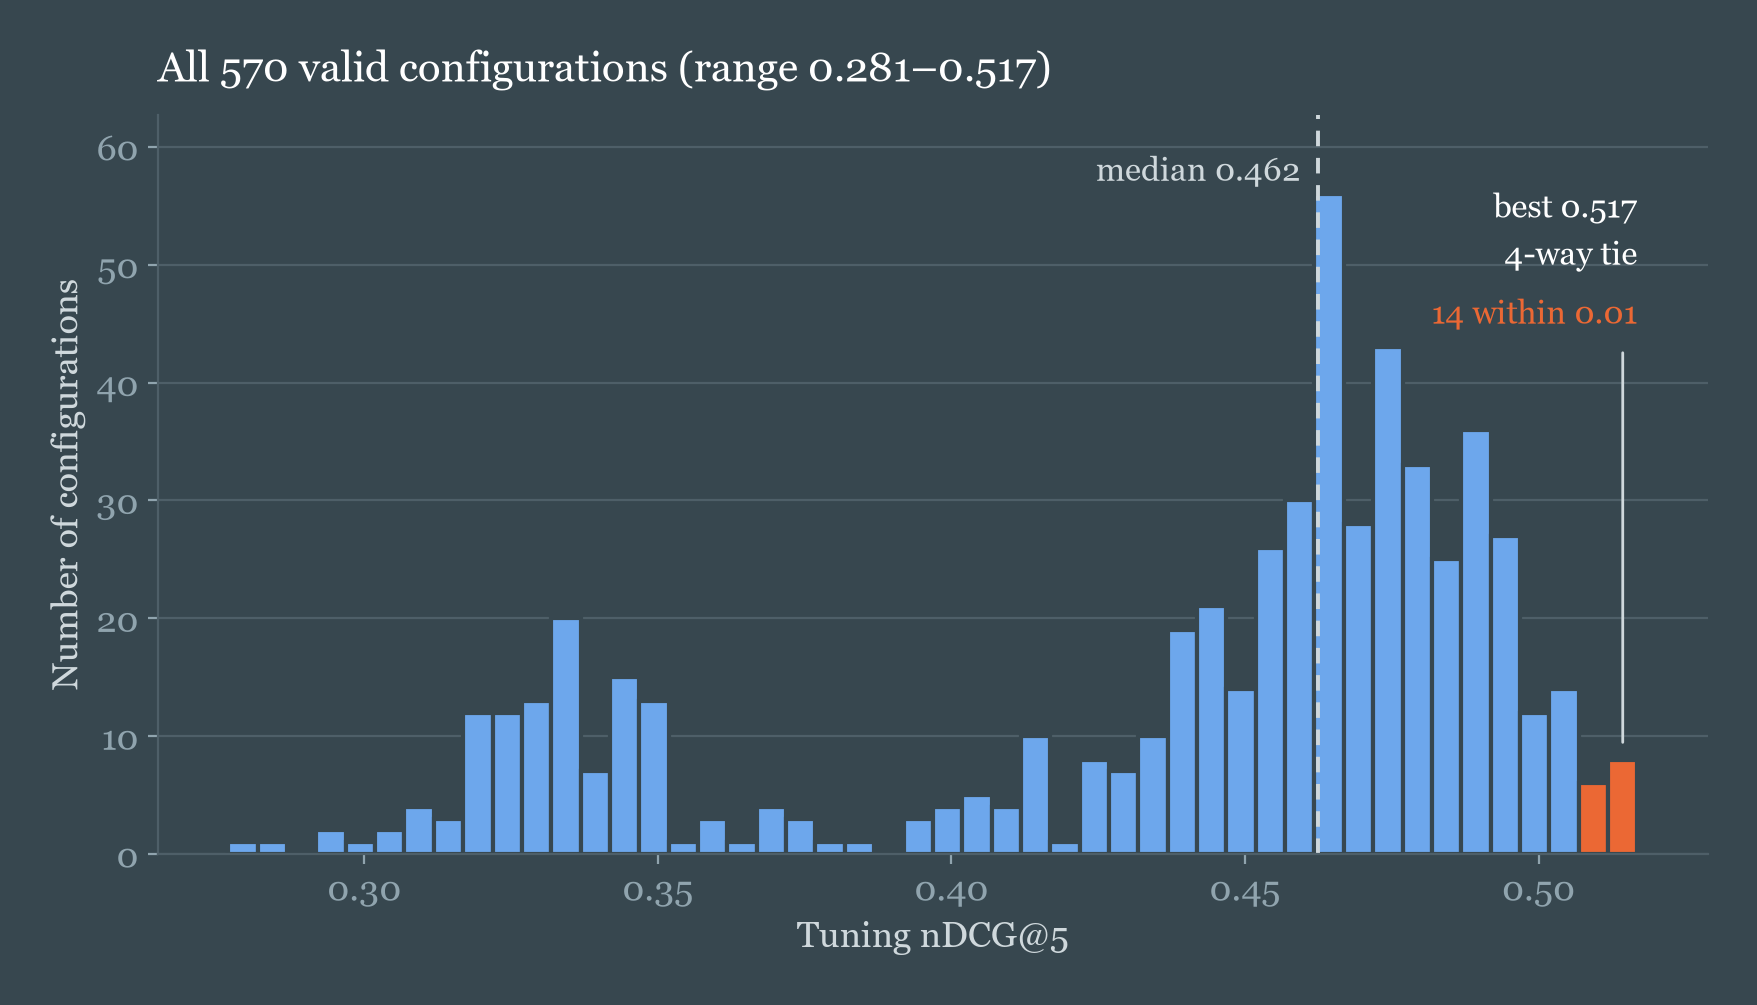 All 570 valid configurations (range 0.281–0.517)
60
50
40
30
20
10
0
Number of configurations
median 0.462
best 0.517
4-way tie
14 within 0.01
0.30
0.35
0.40
0.45
0.50
Tuning nDCG@5